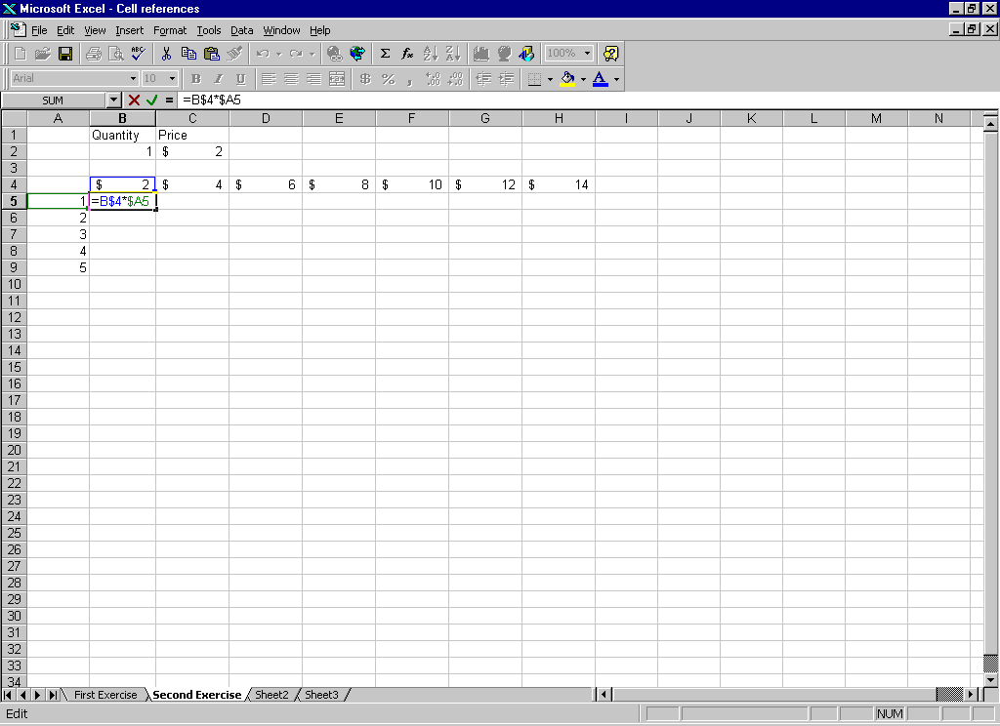 Microsoft Excel - Cell references
File Edit View Insert Format Tools Data Window Help
ABC Σ fx A Z Z A 100% ?
Arial 10 B I U $ % , A
SUM = =B$4*$A5
A B C D E F G H I J K L M N
1 Quantity Price
2 1 $ 2
3
4 $ 2 $ 4 $ 6 $ 8 $ 10 $ 12 $ 14
5 1 =B$4*$A5
6 2
7 3
8 4
9 5
10
11
12
13
14
15
16
17
18
19
20
21
22
23
24
25
26
27
28
29
30
31
32
33
34
First Exercise Second Exercise Sheet2 Sheet3
Edit NUM